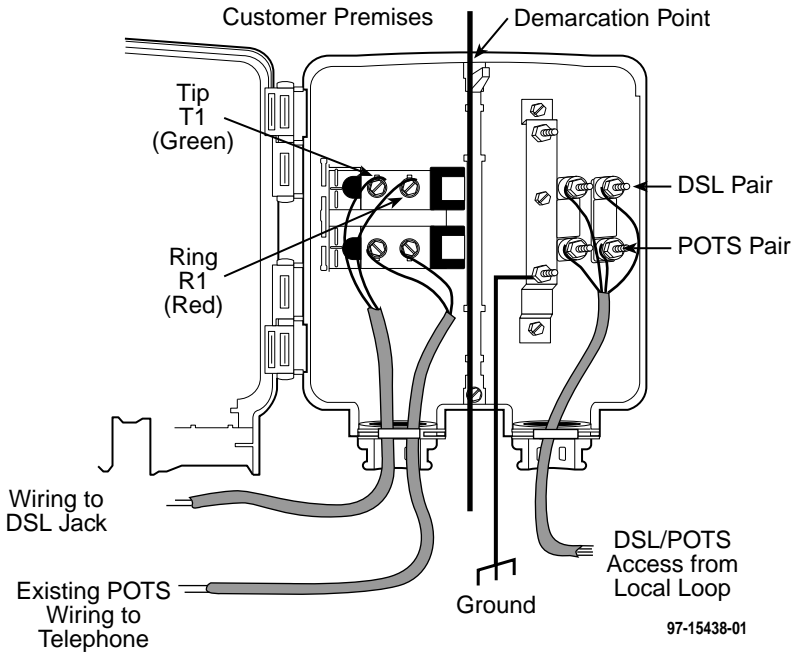 Customer Premises
Demarcation Point
Tip
T1
(Green)
DSL Pair
POTS Pair
Ring
R1
(Red)
Wiring to
DSL Jack
DSL/POTS
Access from
Local Loop
Existing POTS
Wiring to
Telephone
Ground
97-15438-01